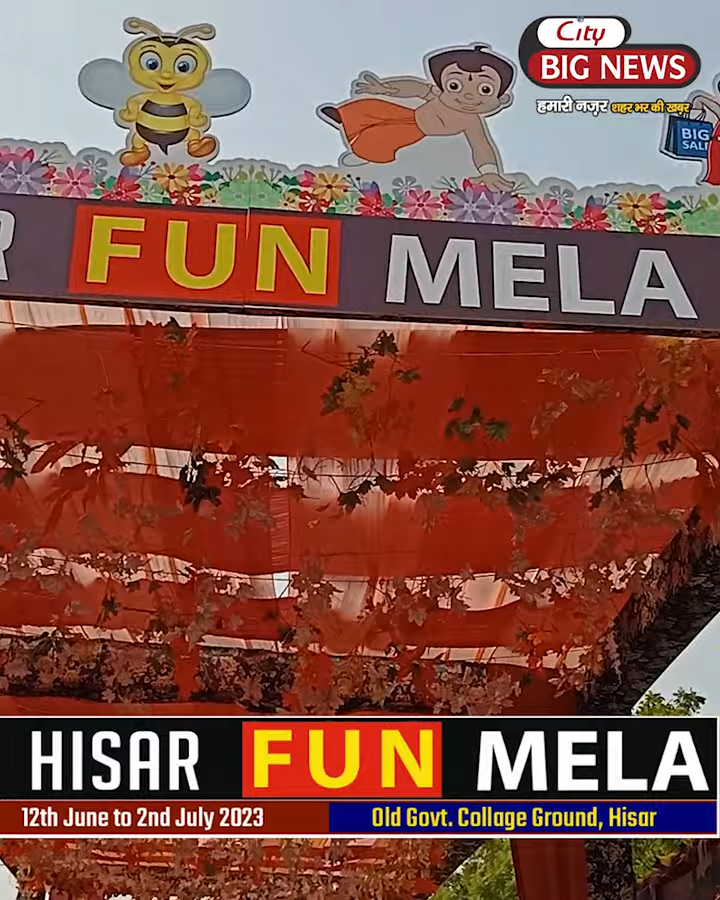 City
BIG NEWS
हमारी नज़र शहर भर की खबर
BIG
SALE
R FUN MELA
HISAR FUN MELA
12th June to 2nd July 2023
Old Govt. Collage Ground, Hisar